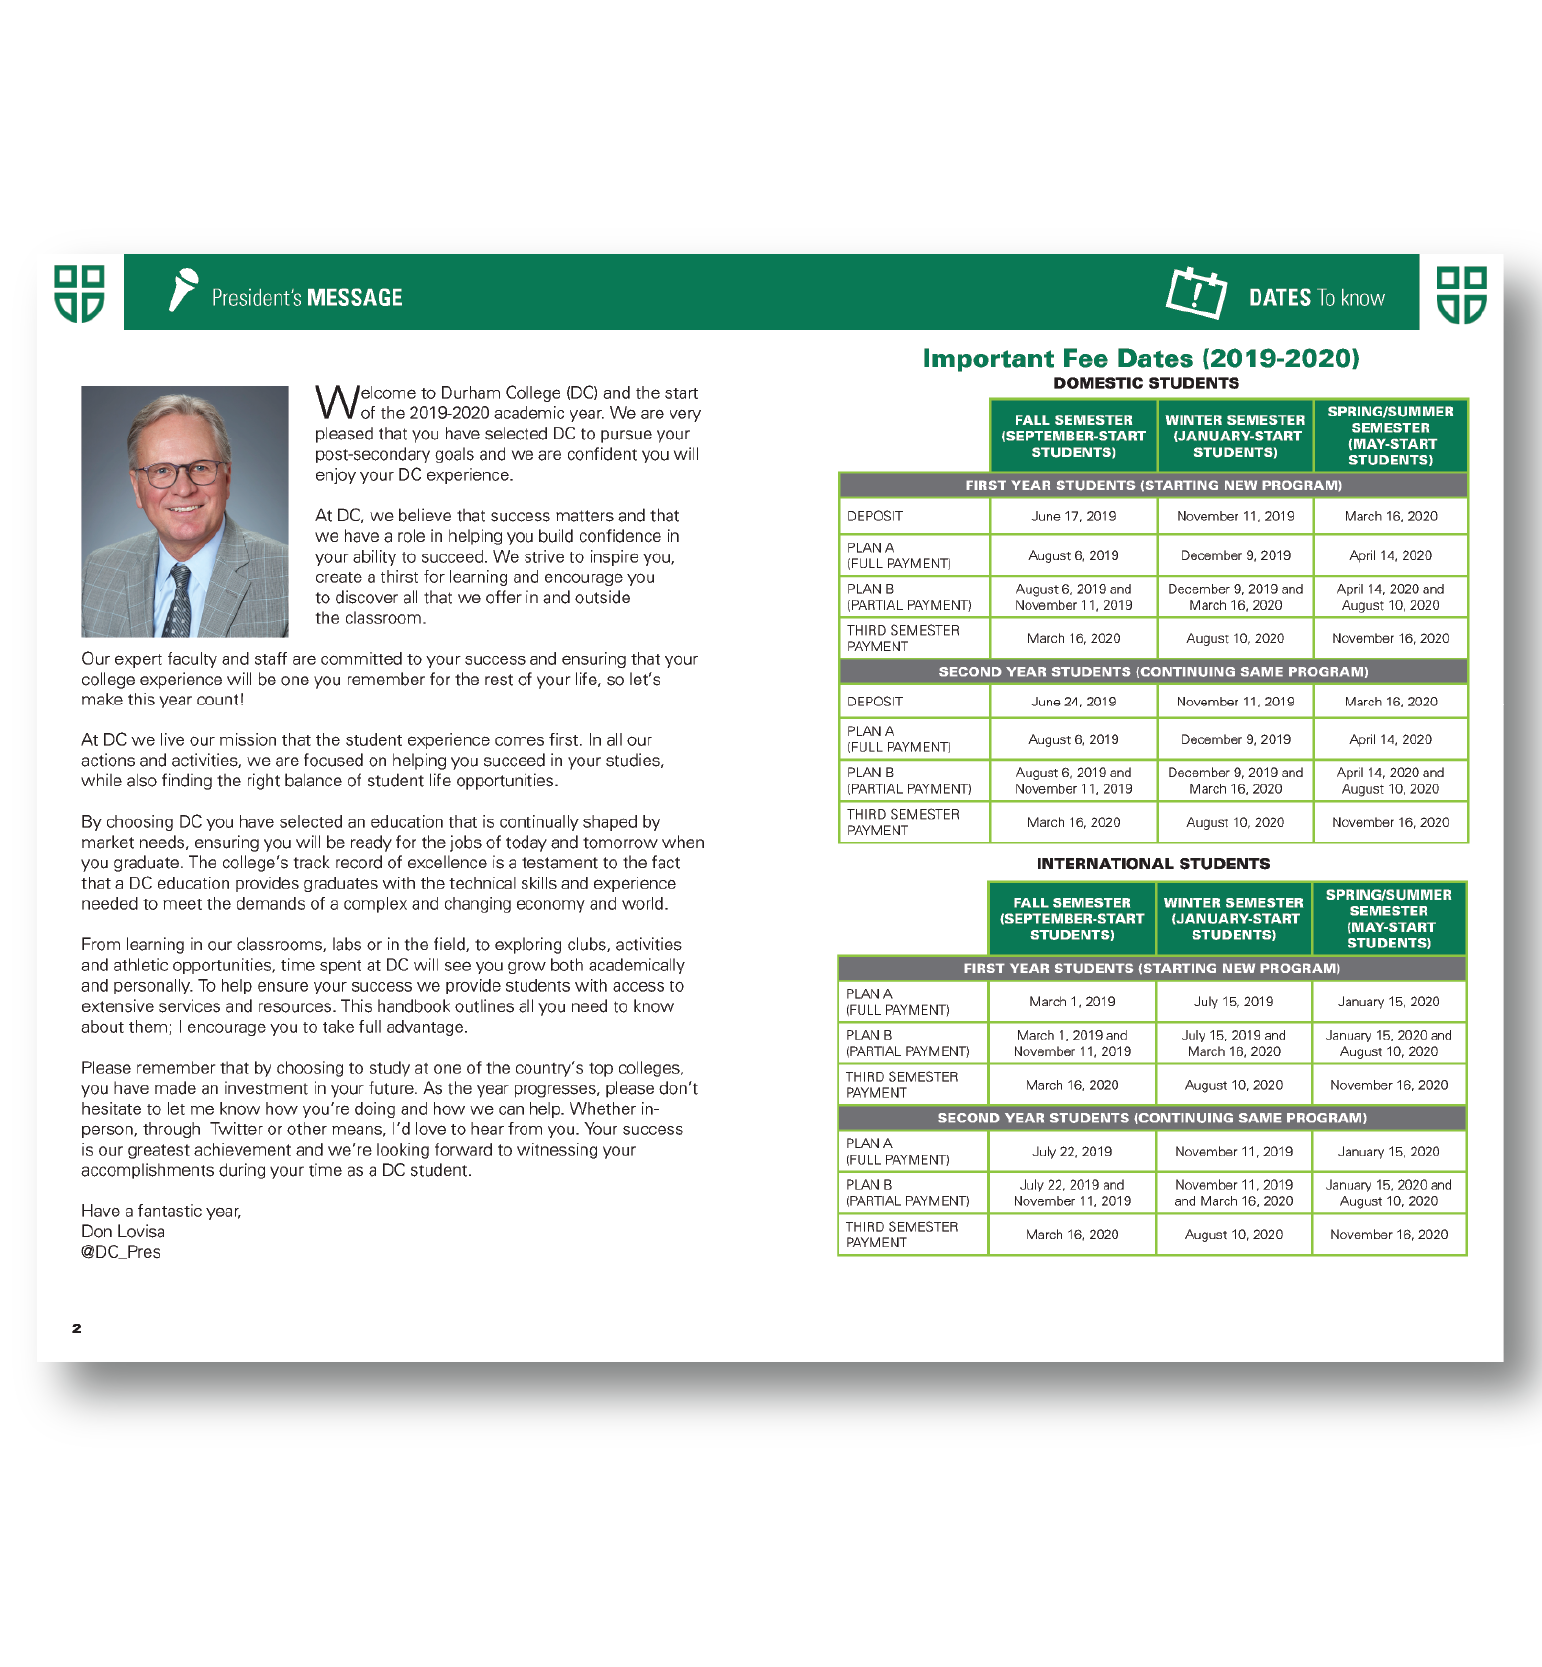 President's MESSAGE
Welcome to Durham College (DC) and the start
of the 2019-2020 academic year. We are very
pleased that you have selected DC to pursue your
post-secondary goals and we are confident you will
enjoy your DC experience.
At DC, we believe that success matters and that
we have a role in helping you build confidence in
your ability to succeed. We strive to inspire you,
create a thirst for learning and encourage you
to discover all that we offer in and outside
the classroom.
Our expert faculty and staff are committed to your success and ensuring that your
college experience will be one you remember for the rest of your life, so let's
make this year count!
At DC we live our mission that the student experience comes first. In all our
actions and activities, we are focused on helping you succeed in your studies,
while also finding the right balance of student life opportunities.
By choosing DC you have selected an education that is continually shaped by
market needs, ensuring you will be ready for the jobs of today and tomorrow when
you graduate. The college's track record of excellence is a testament to the fact
that a DC education provides graduates with the technical skills and experience
needed to meet the demands of a complex and changing economy and world.
From learning in our classrooms, labs or in the field, to exploring clubs, activities
and athletic opportunities, time spent at DC will see you grow both academically
and personally. To help ensure your success we provide students with access to
extensive services and resources. This handbook outlines all you need to know
about them; I encourage you to take full advantage.
Please remember that by choosing to study at one of the country's top colleges,
you have made an investment in your future. As the year progresses, please don't
hesitate to let me know how you're doing and how we can help. Whether in-
person, through Twitter or other means, I'd love to hear from you. Your success
is our greatest achievement and we're looking forward to witnessing your
accomplishments during your time as a DC student.
Have a fantastic year,
Don Lovisa
@DC_Pres
2
DATES To know
Important Fee Dates (2019-2020)
DOMESTIC STUDENTS
FALL SEMESTER (SEPTEMBER-START STUDENTS) WINTER SEMESTER (JANUARY-START STUDENTS) SPRING/SUMMER SEMESTER (MAY-START STUDENTS)
FIRST YEAR STUDENTS (STARTING NEW PROGRAM)
DEPOSIT June 17, 2019 November 11, 2019 March 16, 2020
PLAN A (FULL PAYMENT) August 6, 2019 December 9, 2019 April 14, 2020
PLAN B (PARTIAL PAYMENT) August 6, 2019 and November 11, 2019 December 9, 2019 and March 16, 2020 April 14, 2020 and August 10, 2020
THIRD SEMESTER PAYMENT March 16, 2020 August 10, 2020 November 16, 2020
SECOND YEAR STUDENTS (CONTINUING SAME PROGRAM)
DEPOSIT June 24, 2019 November 11, 2019 March 16, 2020
PLAN A (FULL PAYMENT) August 6, 2019 December 9, 2019 April 14, 2020
PLAN B (PARTIAL PAYMENT) August 6, 2019 and November 11, 2019 December 9, 2019 and March 16, 2020 April 14, 2020 and August 10, 2020
THIRD SEMESTER PAYMENT March 16, 2020 August 10, 2020 November 16, 2020
INTERNATIONAL STUDENTS
FALL SEMESTER (SEPTEMBER-START STUDENTS) WINTER SEMESTER (JANUARY-START STUDENTS) SPRING/SUMMER SEMESTER (MAY-START STUDENTS)
FIRST YEAR STUDENTS (STARTING NEW PROGRAM)
PLAN A (FULL PAYMENT) March 1, 2019 July 15, 2019 January 15, 2020
PLAN B (PARTIAL PAYMENT) March 1, 2019 and November 11, 2019 July 15, 2019 and March 16, 2020 January 15, 2020 and August 10, 2020
THIRD SEMESTER PAYMENT March 16, 2020 August 10, 2020 November 16, 2020
SECOND YEAR STUDENTS (CONTINUING SAME PROGRAM)
PLAN A (FULL PAYMENT) July 22, 2019 November 11, 2019 January 15, 2020
PLAN B (PARTIAL PAYMENT) July 22, 2019 and November 11, 2019 November 11, 2019 and March 16, 2020 January 15, 2020 and August 10, 2020
THIRD SEMESTER PAYMENT March 16, 2020 August 10, 2020 November 16, 2020